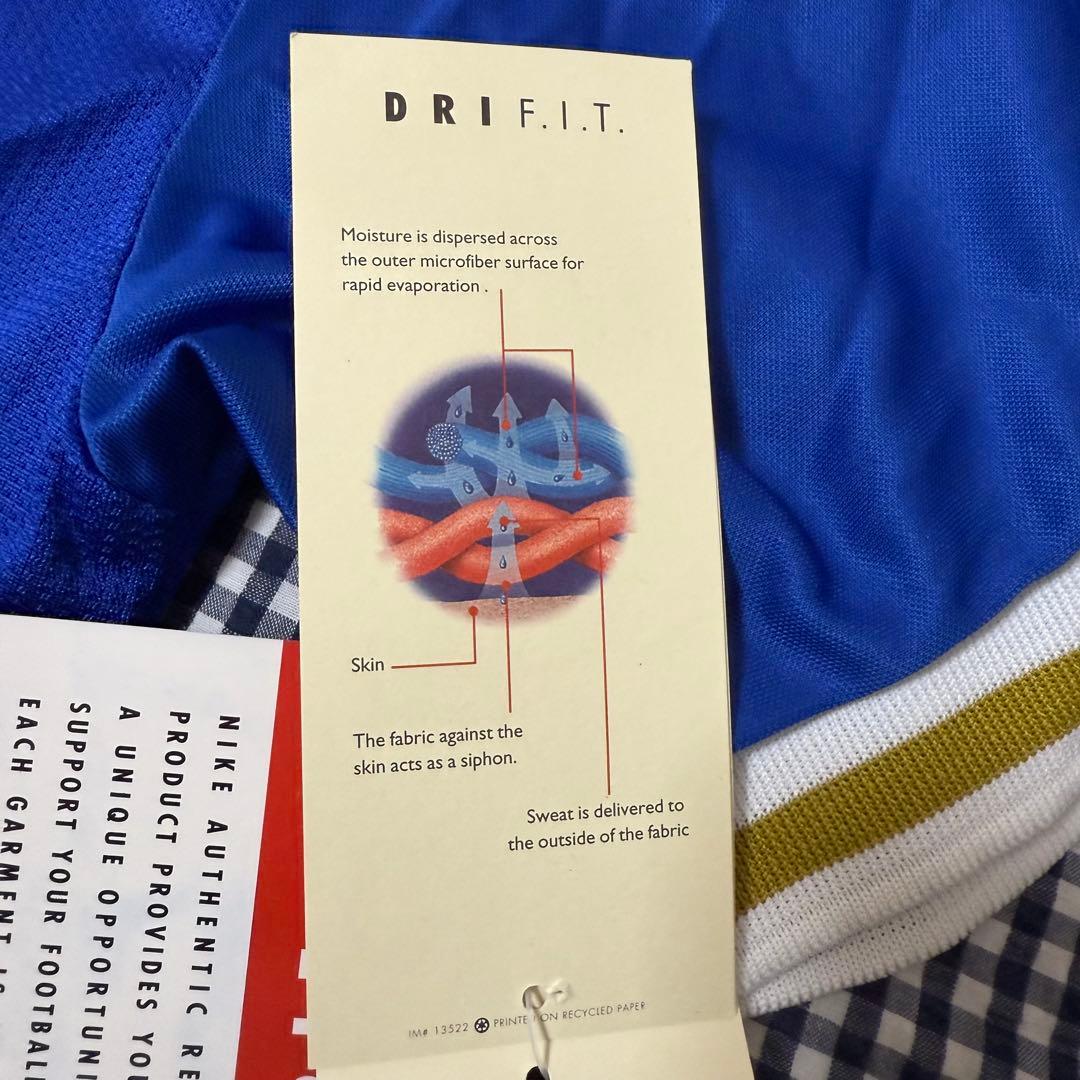 DRI F.I.T.
Moisture is dispersed across
the outer microfiber surface for
rapid evaporation .
Skin
The fabric against the
skin acts as a siphon.
Sweat is delivered to
the outside of the fabric
IM# 13522 PRINTED ON RECYCLED PAPER
NIKE AUTHENTIC
PRODUCT PROVIDES
A UNIQUE
SUPPORT YOUR
EACH GARMENT